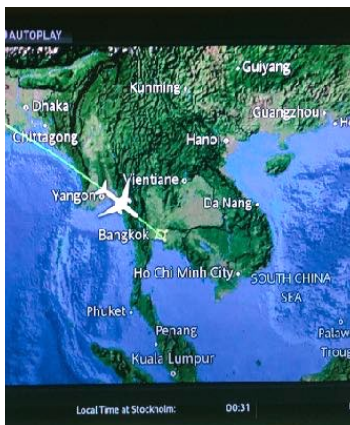 AUTOPLAY
Guiyang
Kunming
Dhaka
Guangzhou
Chittagong
Hanoi
Vientiane
Yangon
Da Nang
Bangkok
Ho Chi Minh City
SOUTH CHINA
SEA
Phuket
Penang
Kuala Lumpur
Local Time at Stockholm: 00:31